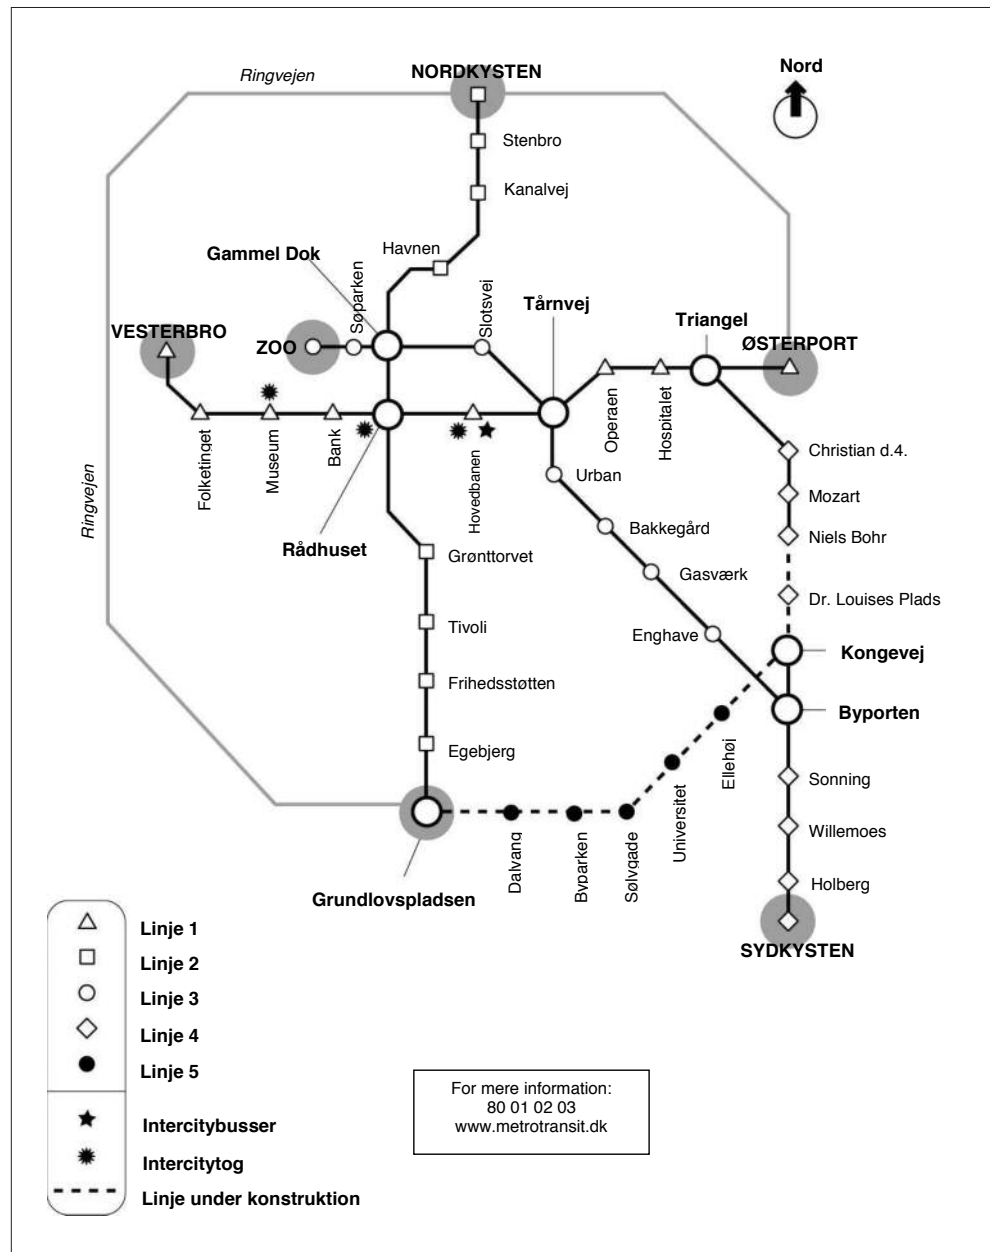 Ringvejen
NORDKYSTEN
Nord
Stenbro
Kanalvej
Havnen
Gammel Dok
Søparken
Slotsvej
Tårnvej
Triangel
VESTERBRO
ZOO
ØSTERPORT
Folketinget
Museum
Bank
Hovedbanen
Operaen
Hospitalet
Christian d.4.
Mozart
Niels Bohr
Urban
Bakkegård
Ringvejen
Rådhuset
Grønttorvet
Gasværk
Dr. Louises Plads
Tivoli
Enghave
Kongevej
Frihedsstøtten
Byporten
Egebjerg
Ellehøj
Universitet
Sonning
Dalvang
Byparken
Sølvgade
Willemoes
Grundlovspladsen
Holberg
SYDKYSTEN
Linje 1
Linje 2
Linje 3
Linje 4
Linje 5
Intercitybusser
Intercitytog
Linje under konstruktion
For mere information:
80 01 02 03
www.metrotransit.dk